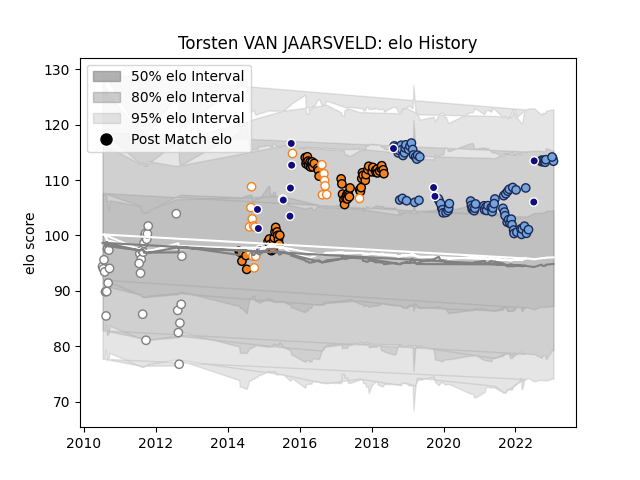 Torsten VAN JAARSVELD: elo History
50% elo Interval
80% elo Interval
95% elo Interval
Post Match elo
elo score
130
120
110
100
90
80
70
2010
2012
2014
2016
2018
2020
2022